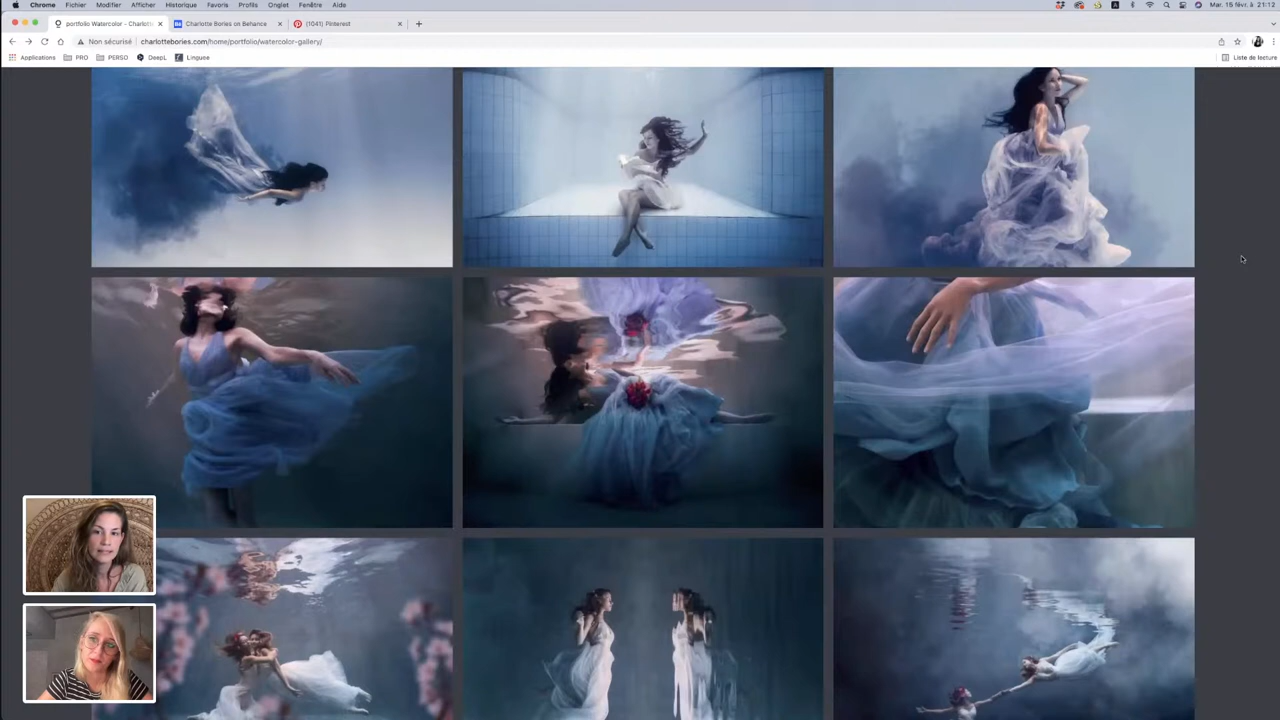 Chrome Fichier Modifier Afficher Historique Favoris Profils Onglet Fenêtre Aide Mar. 15 févr. à 21:12
portfolio Watercolor – Charlott Charlotte Bories on Behance (1041) Pinterest
Non sécurisé charlottebories.com/home/portfolio/watercolor-gallery/
Applications PRO PERSO DeepL Linguee Liste de lecture